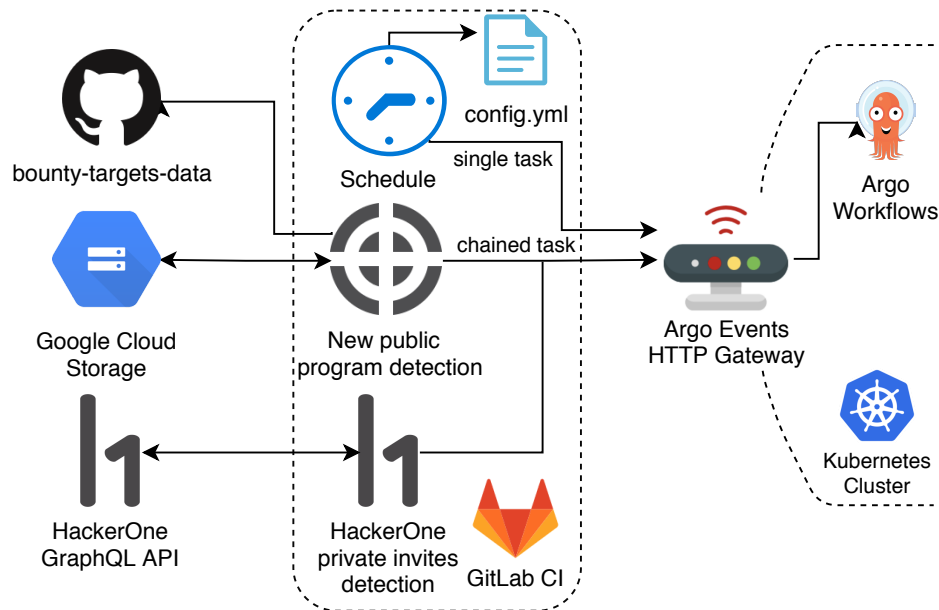 bounty-targets-data
Google Cloud
Storage
HackerOne
GraphQL API
config.yml
Schedule
single task
chained task
New public
program detection
HackerOne
private invites
detection
GitLab CI
Argo Events
HTTP Gateway
Argo
Workflows
Kubernetes
Cluster